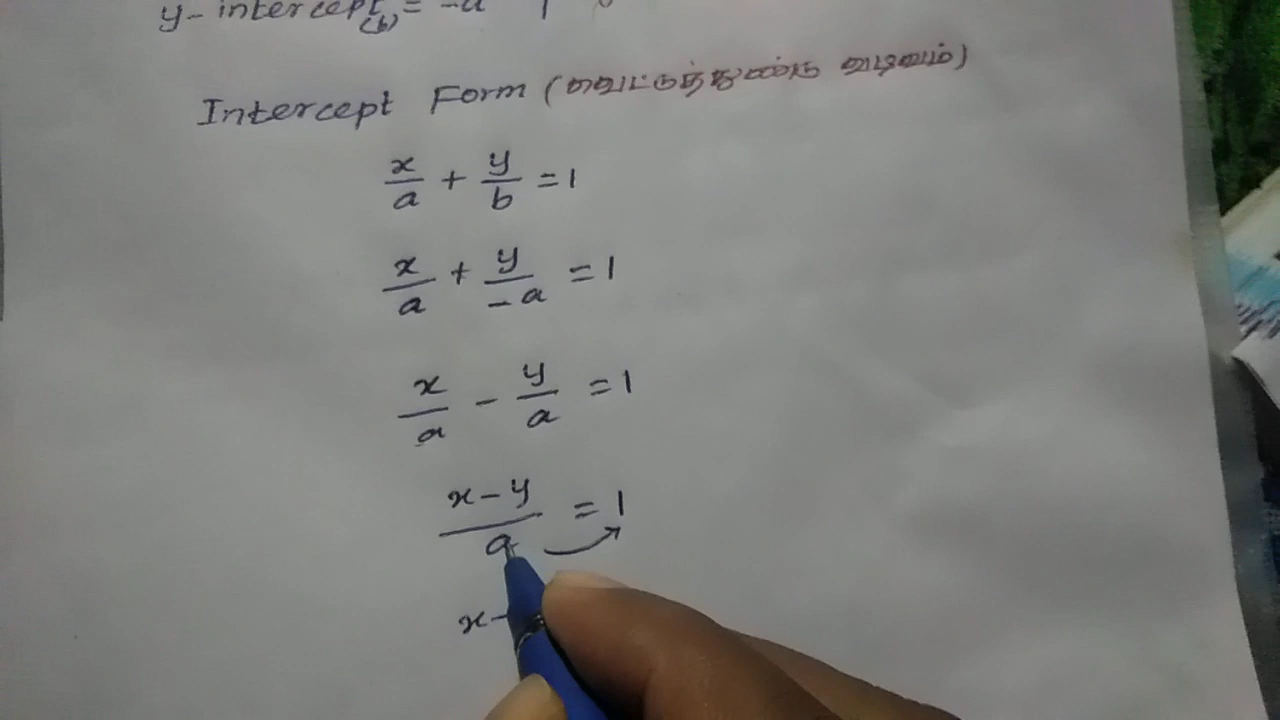 y-intercept (b) = -a
Intercept Form (வெட்டுத்துண்டு வடிவம்)
x/a + y/b = 1
x/a + y/-a = 1
x/a - y/a = 1
x-y/a = 1
x-